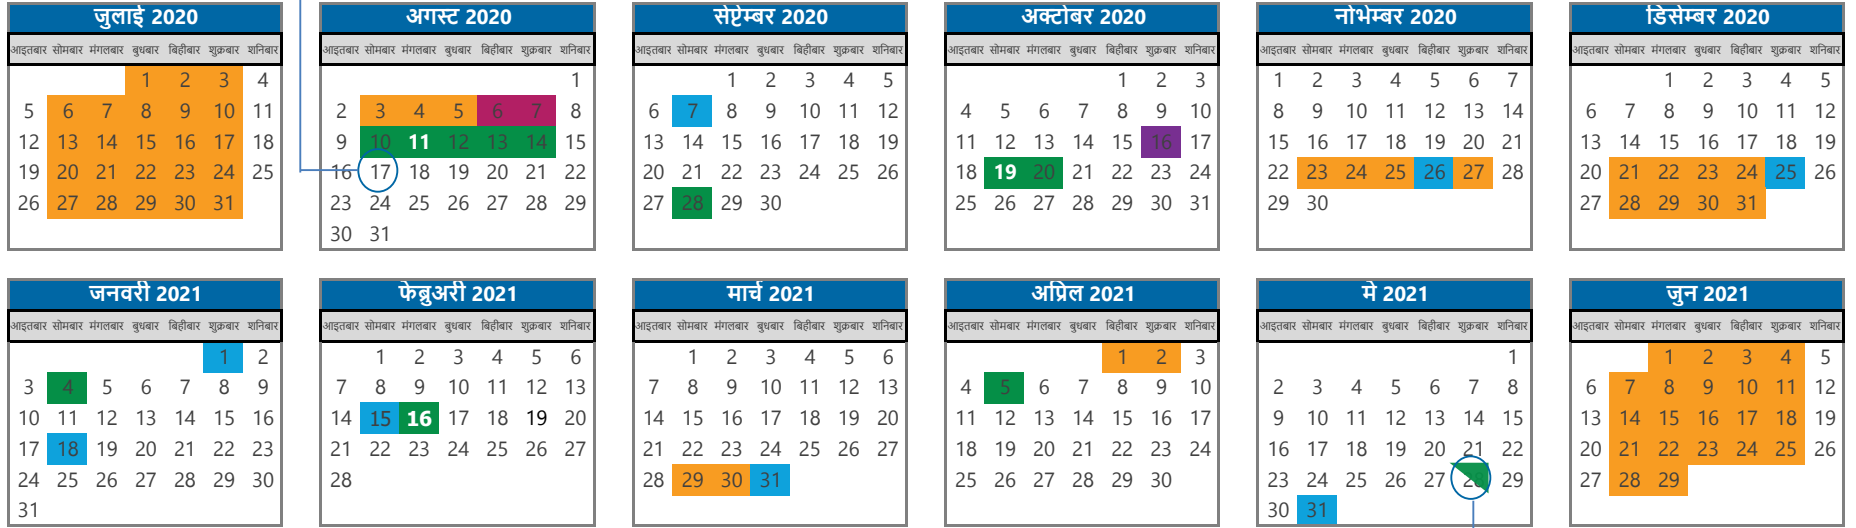 जुलाई 2020 अगस्ट 2020 सेप्टेम्बर 2020 अक्टोबर 2020 नोभेम्बर 2020 डिसेम्बर 2020
आइतबार सोमबार मंगलबार बुधबार बिहीबार शुक्रबार शनिबार आइतबार सोमबार मंगलबार बुधबार बिहीबार शुक्रबार शनिबार आइतबार सोमबार मंगलबार बुधबार बिहीबार शुक्रबार शनिबार आइतबार सोमबार मंगलबार बुधबार बिहीबार शुक्रबार शनिबार आइतबार सोमबार मंगलबार बुधबार बिहीबार शुक्रबार शनिबार आइतबार सोमबार मंगलबार बुधबार बिहीबार शुक्रबार शनिबार
1 2 3 4 1 1 2 3 4 5 1 2 3 1 2 3 4 5 6 7 1 2 3 4 5
5 6 7 8 9 10 11 2 3 4 5 6 7 8 6 7 8 9 10 11 12 4 5 6 7 8 9 10 8 9 10 11 12 13 14 6 7 8 9 10 11 12
12 13 14 15 16 17 18 9 10 11 12 13 14 15 13 14 15 16 17 18 19 11 12 13 14 15 16 17 15 16 17 18 19 20 21 13 14 15 16 17 18 19
19 20 21 22 23 24 25 16 17 18 19 20 21 22 20 21 22 23 24 25 26 18 19 20 21 22 23 24 22 23 24 25 26 27 28 20 21 22 23 24 25 26
26 27 28 29 30 31 23 24 25 26 27 28 29 27 28 29 30 25 26 27 28 29 30 31 29 30 27 28 29 30 31
30 31
जनवरी 2021 फेब्रुअरी 2021 मार्च 2021 अप्रिल 2021 मे 2021 जुन 2021
आइतबार सोमबार मंगलबार बुधबार बिहीबार शुक्रबार शनिबार आइतबार सोमबार मंगलबार बुधबार बिहीबार शुक्रबार शनिबार आइतबार सोमबार मंगलबार बुधबार बिहीबार शुक्रबार शनिबार आइतबार सोमबार मंगलबार बुधबार बिहीबार शुक्रबार शनिबार आइतबार सोमबार मंगलबार बुधबार बिहीबार शुक्रबार शनिबार आइतबार सोमबार मंगलबार बुधबार बिहीबार शुक्रबार शनिबार
1 2 1 2 3 4 5 6 1 2 3 4 5 6 1 2 3 1 1 2 3 4 5
3 4 5 6 7 8 9 7 8 9 10 11 12 13 7 8 9 10 11 12 13 4 5 6 7 8 9 10 2 3 4 5 6 7 8 6 7 8 9 10 11 12
10 11 12 13 14 15 16 14 15 16 17 18 19 20 14 15 16 17 18 19 20 11 12 13 14 15 16 17 9 10 11 12 13 14 15 13 14 15 16 17 18 19
17 18 19 20 21 22 23 21 22 23 24 25 26 27 21 22 23 24 25 26 27 18 19 20 21 22 23 24 16 17 18 19 20 21 22 20 21 22 23 24 25 26
24 25 26 27 28 29 30 28 28 29 30 31 25 26 27 28 29 30 23 24 25 26 27 28 29 27 28 29
31 30 31